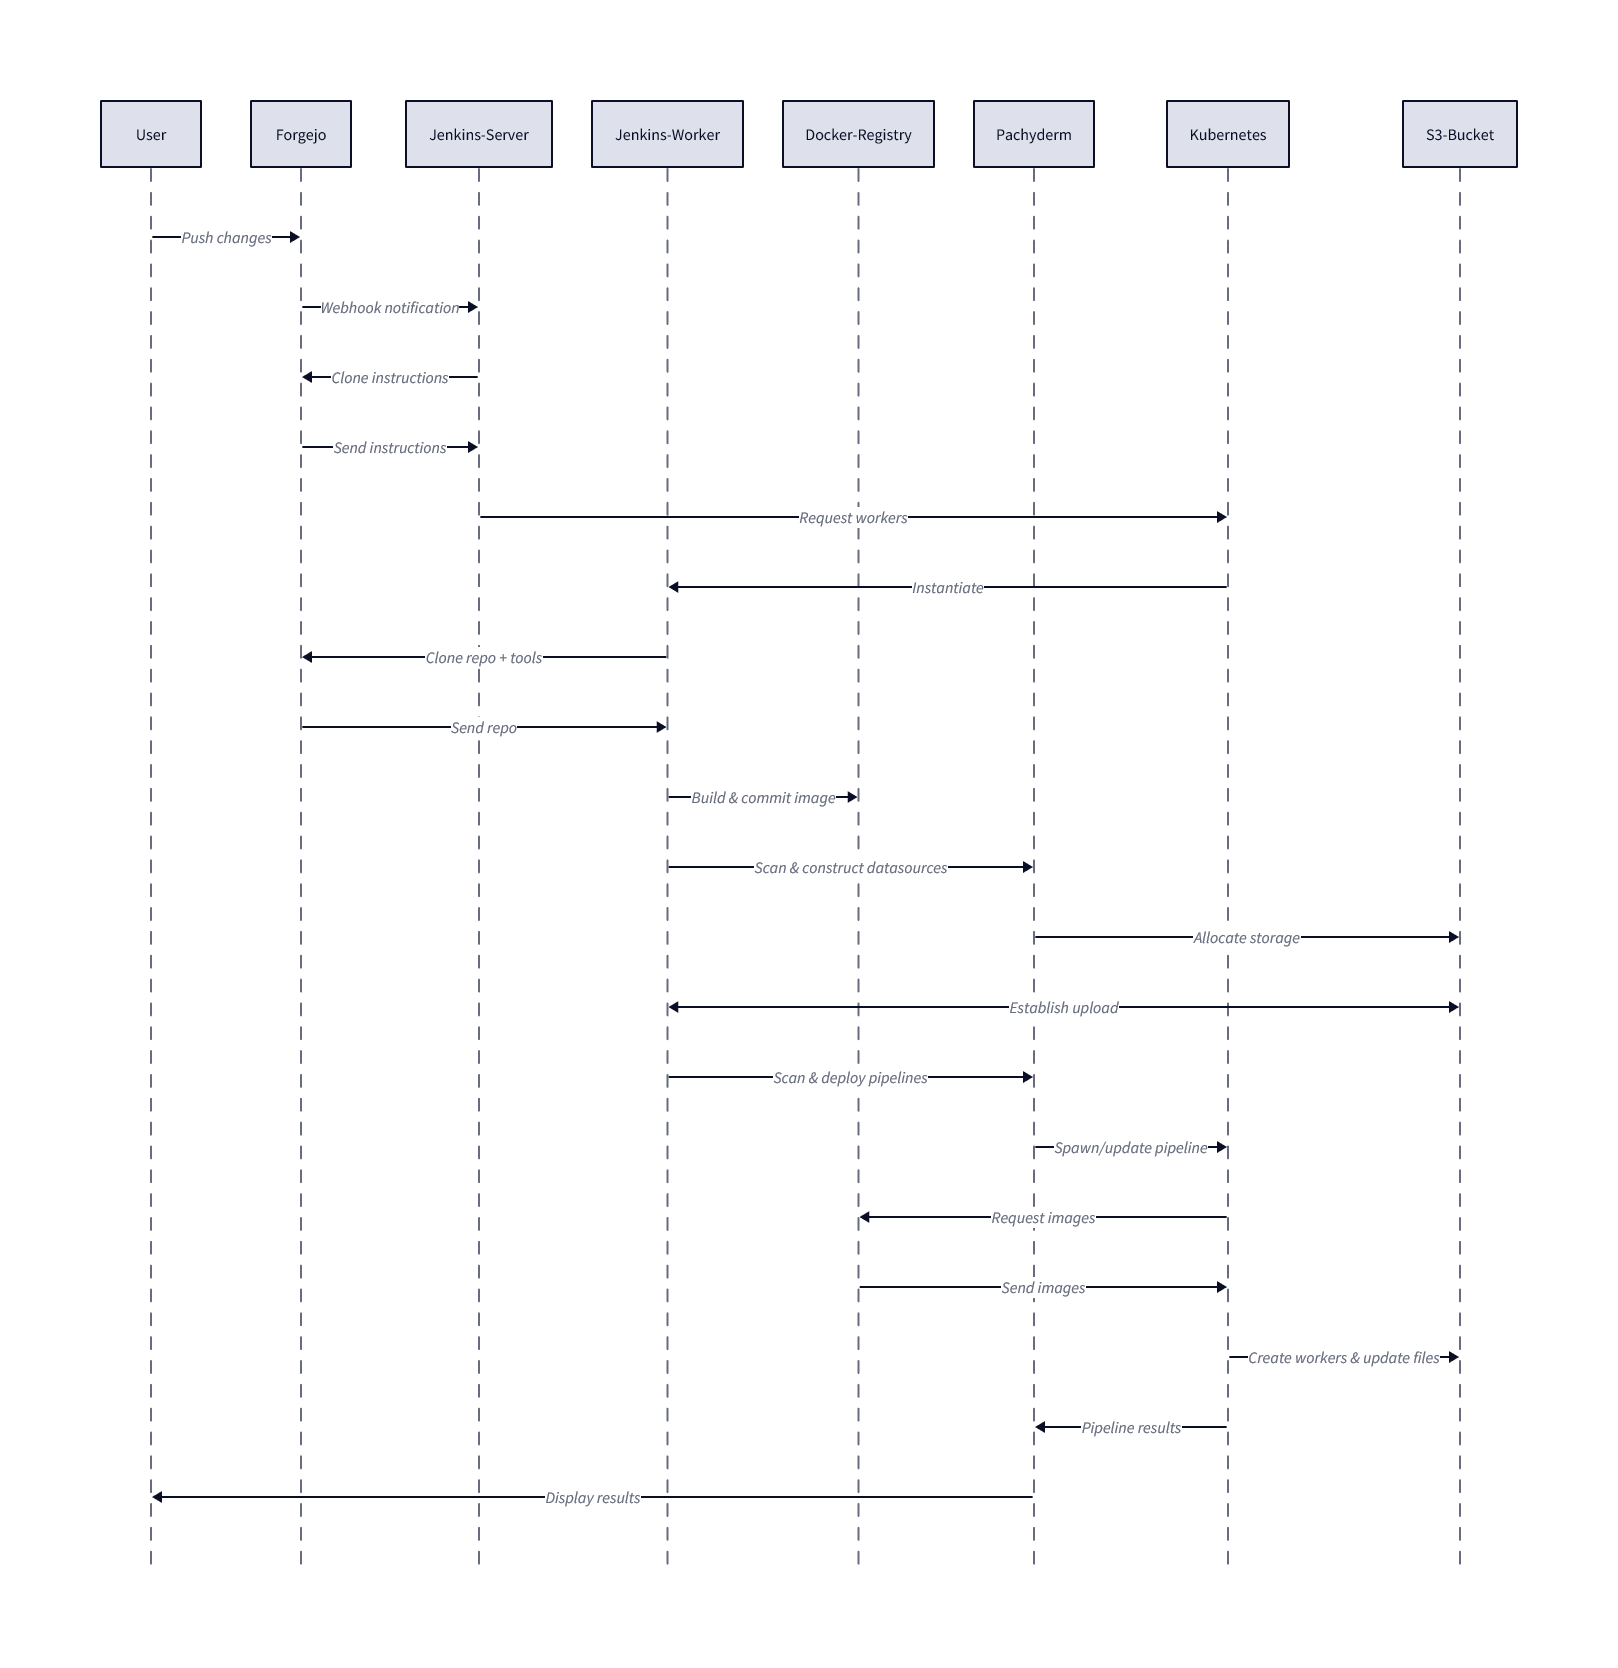 User
Forgejo
Jenkins-Server
Jenkins-Worker
Docker-Registry
Pachyderm
Kubernetes
S3-Bucket
Push changes
Webhook notification
Clone instructions
Send instructions
Request workers
Instantiate
Clone repo + tools
Send repo
Build & commit image
Scan & construct datasources
Allocate storage
Establish upload
Scan & deploy pipelines
Spawn/update pipeline
Request images
Send images
Create workers & update files
Pipeline results
Display results